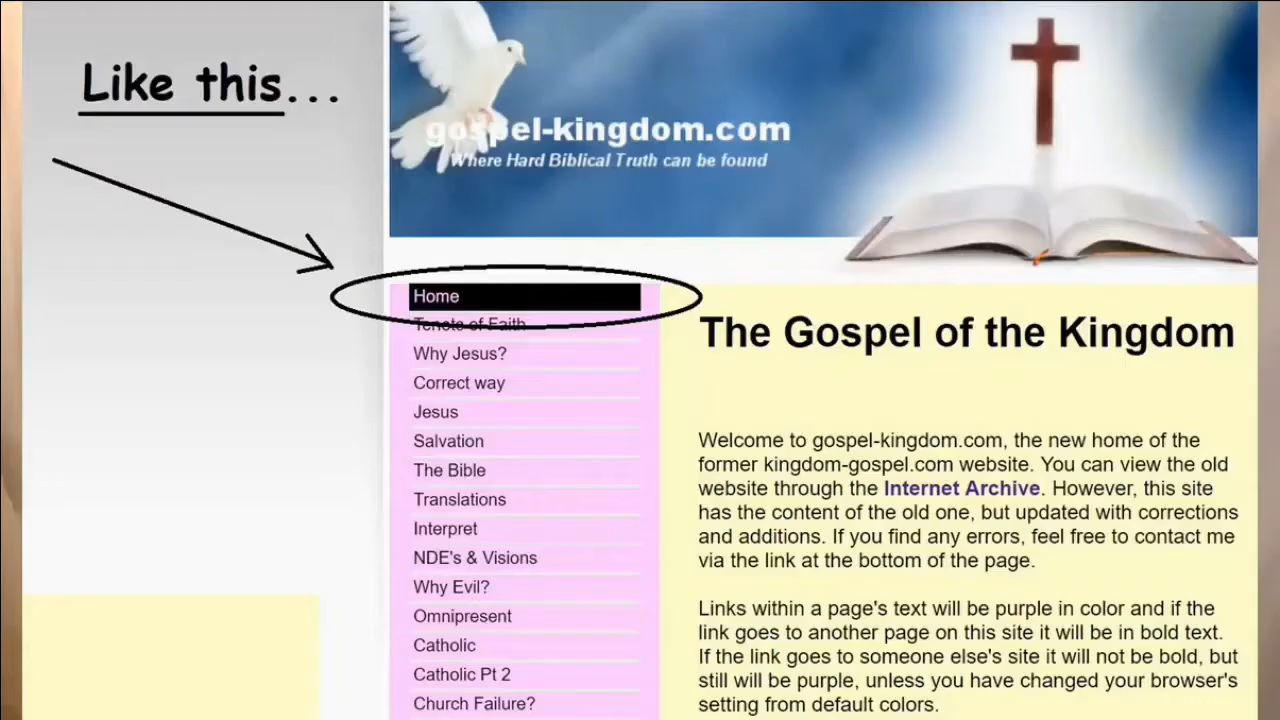 Like this...
gospel-kingdom.com
Where Hard Biblical Truth can be found
Home
Tenets of Faith
Why Jesus?
Correct way
Jesus
Salvation
The Bible
Translations
Interpret
NDE's & Visions
Why Evil?
Omnipresent
Catholic
Catholic Pt 2
Church Failure?
The Gospel of the Kingdom
Welcome to gospel-kingdom.com, the new home of the
former kingdom-gospel.com website. You can view the old
website through the Internet Archive. However, this site
has the content of the old one, but updated with corrections
and additions. If you find any errors, feel free to contact me
via the link at the bottom of the page.
Links within a page's text will be purple in color and if the
link goes to another page on this site it will be in bold text.
If the link goes to someone else's site it will not be bold, but
still will be purple, unless you have changed your browser's
setting from default colors.